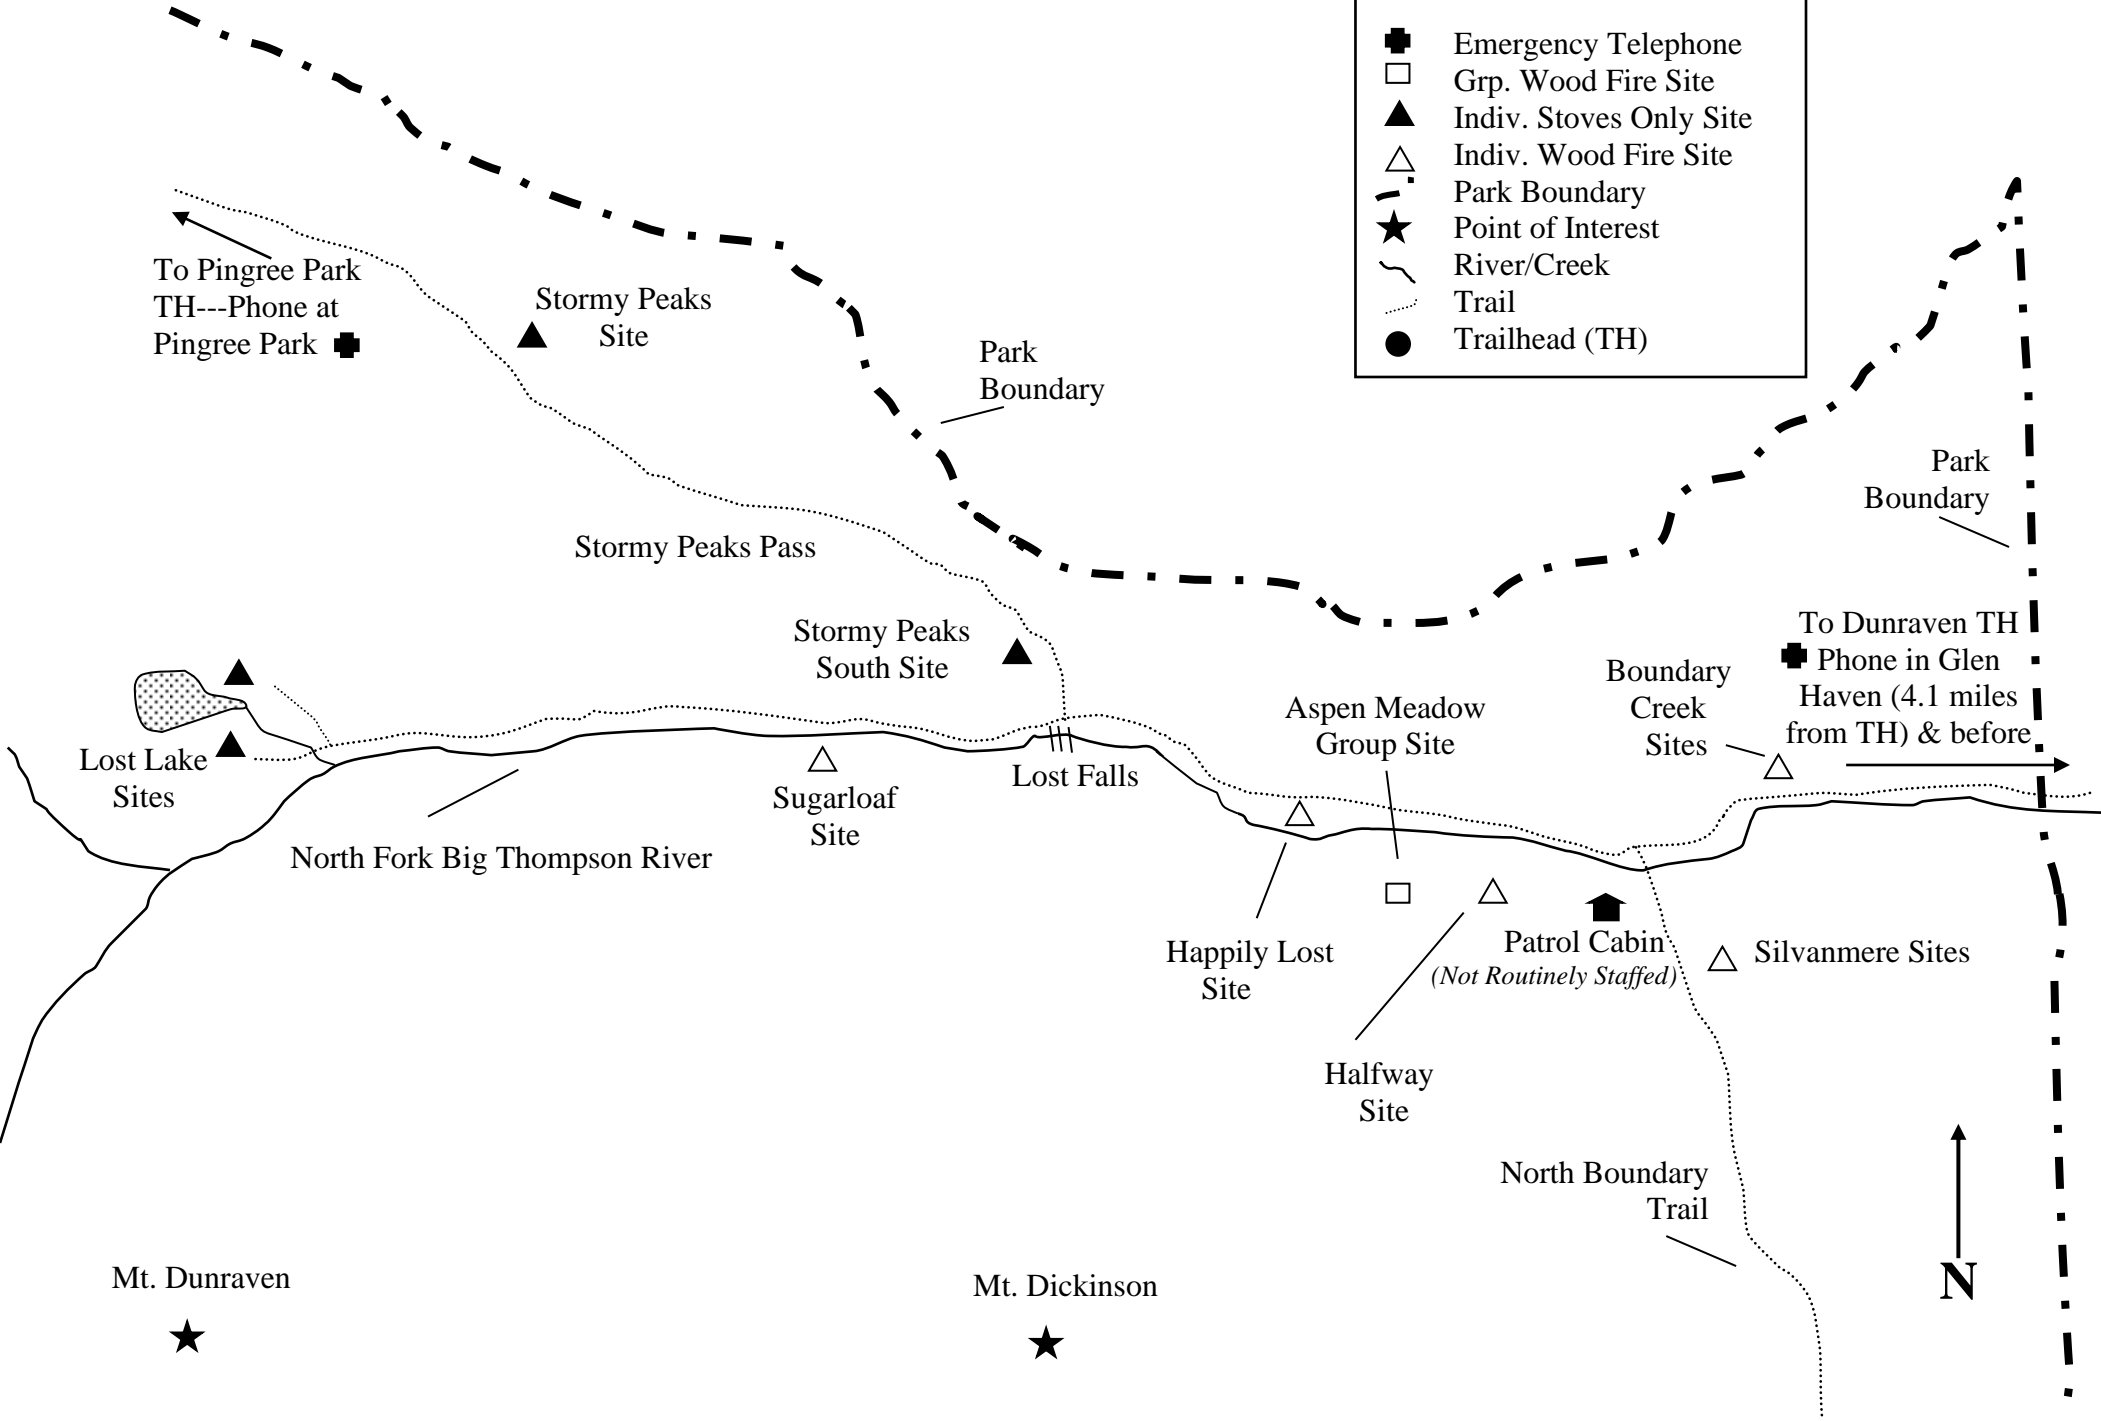 Emergency Telephone
Grp. Wood Fire Site
Indiv. Stoves Only Site
Indiv. Wood Fire Site
Park Boundary
Point of Interest
River/Creek
Trail
Trailhead (TH)
To Pingree Park
TH---Phone at
Pingree Park
Stormy Peaks
Site
Park
Boundary
Park
Boundary
Stormy Peaks Pass
Stormy Peaks
South Site
To Dunraven TH
Phone in Glen
Haven (4.1 miles
from TH) & before
Boundary
Creek
Sites
Aspen Meadow
Group Site
Lost Lake
Sites
Lost Falls
Sugarloaf
Site
North Fork Big Thompson River
Happily Lost
Site
Patrol Cabin
(Not Routinely Staffed)
Silvanmere Sites
Halfway
Site
North Boundary
Trail
N
Mt. Dunraven
Mt. Dickinson